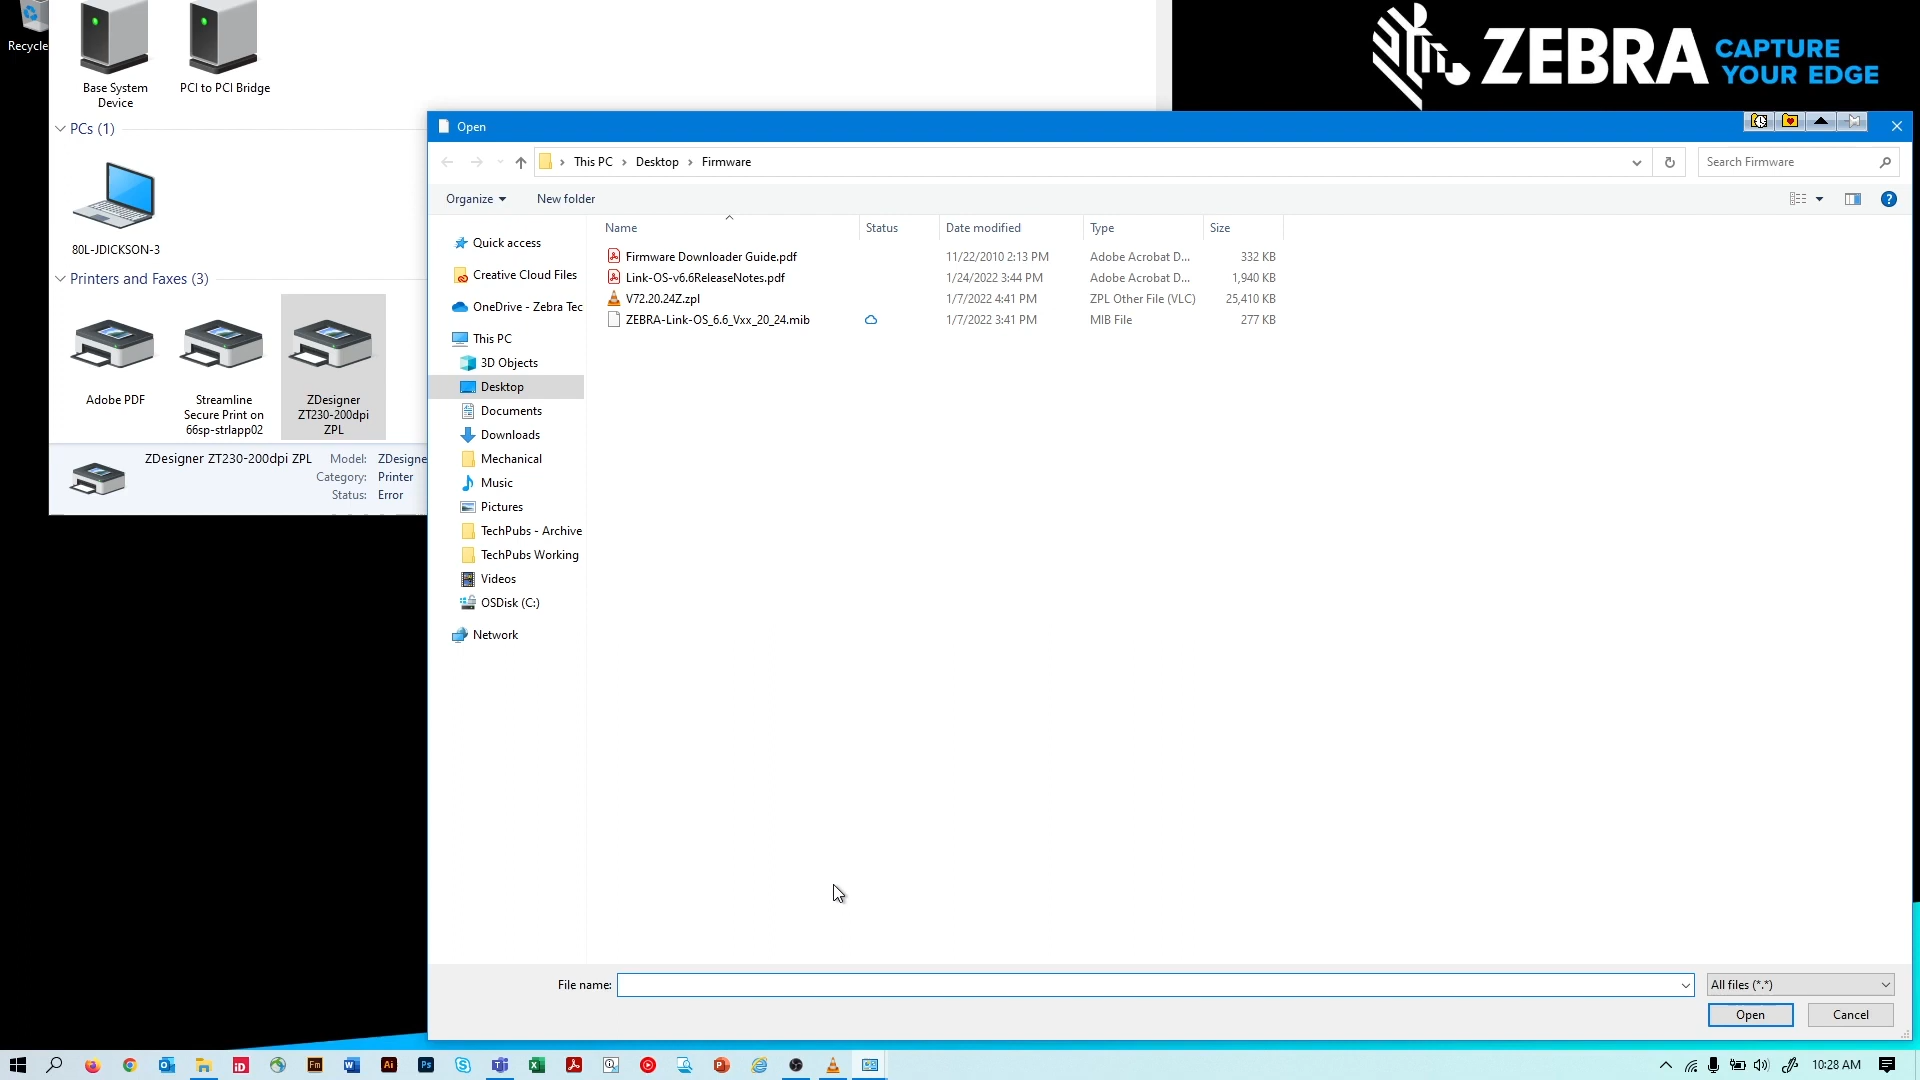 Recycle
Base System
Device
PCI to PCI Bridge
PCs (1)
80L-JDICKSON-3
Printers and Faxes (3)
Adobe PDF
Streamline
Secure Print on
66sp-strlapp02
ZDesigner
ZT230-200dpi
ZPL
ZDesigner ZT230-200dpi ZPL
Model: ZDesigne
Category: Printer
Status: Error
ZEBRA
CAPTURE
YOUR EDGE
Open
This PC > Desktop > Firmware
Search Firmware
Organize
New folder
Quick access
Creative Cloud Files
OneDrive - Zebra Tec
This PC
3D Objects
Desktop
Documents
Downloads
Mechanical
Music
Pictures
TechPubs - Archive
TechPubs Working
Videos
OSDisk (C:)
Network
Name Status Date modified Type Size
Firmware Downloader Guide.pdf 11/22/2010 2:13 PM Adobe Acrobat D... 332 KB
Link-OS-v6.6ReleaseNotes.pdf 1/24/2022 3:44 PM Adobe Acrobat D... 1,940 KB
V72.20.24Z.zpl 1/7/2022 4:41 PM ZPL Other File (VLC) 25,410 KB
ZEBRA-Link-OS_6.6_Vxx_20_24.mib 1/7/2022 3:41 PM MIB File 277 KB
File name:
All files (*.*)
Open
Cancel
10:28 AM